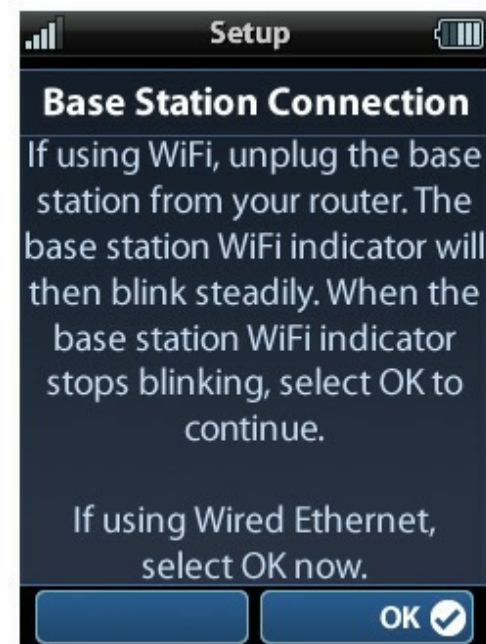 Setup
Base Station Connection
If using WiFi, unplug the base
station from your router. The
base station WiFi indicator will
then blink steadily. When the
base station WiFi indicator
stops blinking, select OK to
continue.
If using Wired Ethernet,
select OK now.
OK